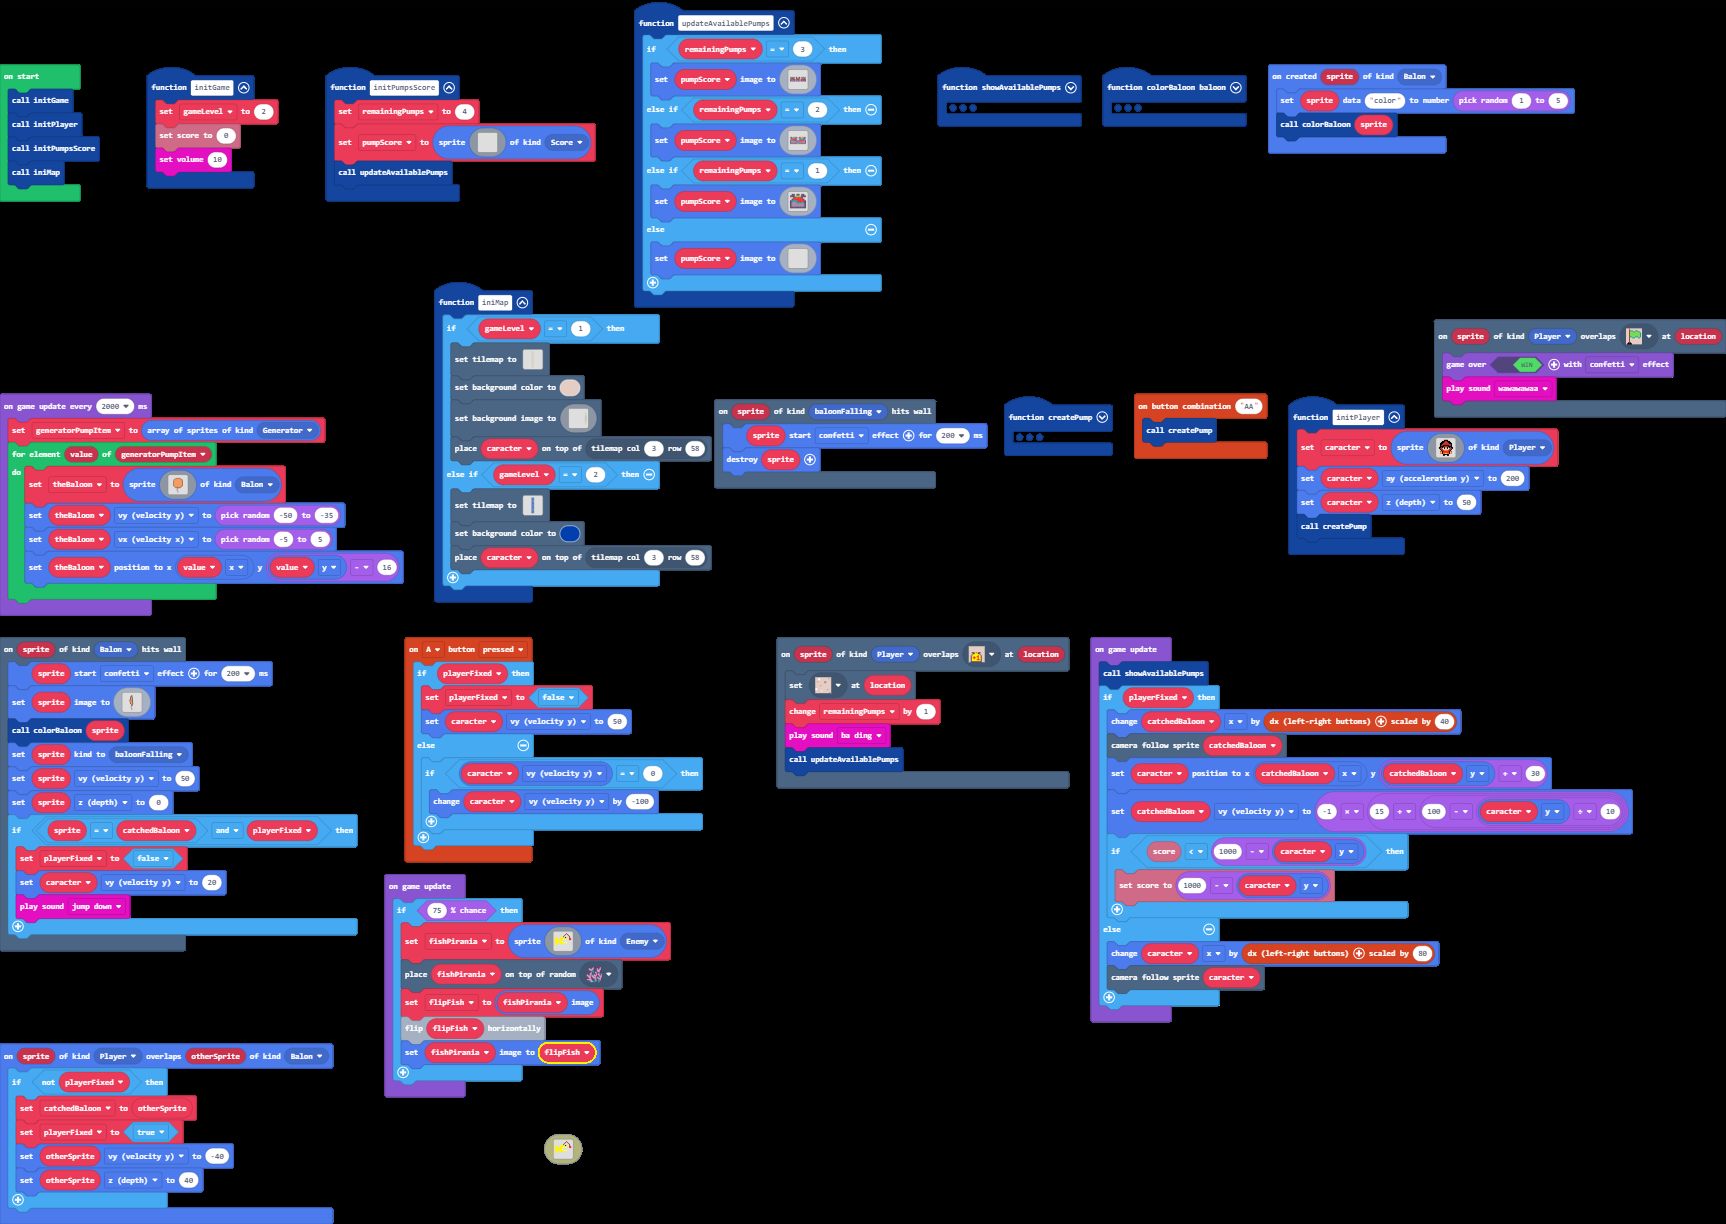 function updateAvailablePumps
if remainingPumps = 3 then
set pumpScore image to
else if remainingPumps = 2 then
set pumpScore image to
else if remainingPumps = 1 then
set pumpScore image to
else
set pumpScore image to
on start
call initGame
call initPlayer
call initPumpsScore
call iniMap
function initGame
set gameLevel to 2
set score to 0
set volume 10
function initPumpsScore
set remainingPumps to 4
set pumpScore to sprite of kind Score
call updateAvailablePumps
function showAvailablePumps
function colorBaloon baloon
on created sprite of kind Balon
set sprite data "color" to number pick random 1 to 5
call colorBaloon sprite
function iniMap
if gameLevel = 1 then
set tilemap to
set background color to
set background image to
place caracter on top of tilemap col 3 row 58
else if gameLevel = 2 then
set tilemap to
set background color to
place caracter on top of tilemap col 3 row 58
on sprite of kind Player overlaps at location
game over WIN with confetti effect
play sound wawawawaa
on game update every 2000 ms
set generatorPumpItem to array of sprites of kind Generator
for element value of generatorPumpItem
do
set theBaloon to sprite of kind Balon
set theBaloon vy (velocity y) to pick random -50 to -35
set theBaloon vx (velocity x) to pick random -5 to 5
set theBaloon position to x value x y value y - 16
on sprite of kind baloonFalling hits wall
sprite start confetti effect for 200 ms
destroy sprite
function createPump
on button combination "AA"
call createPump
function initPlayer
set caracter to sprite of kind Player
set caracter ay (acceleration y) to 200
set caracter z (depth) to 50
call createPump
on sprite of kind Balon hits wall
sprite start confetti effect for 200 ms
set sprite image to
call colorBaloon sprite
set sprite kind to baloonFalling
set sprite vy (velocity y) to 50
set sprite z (depth) to 0
if sprite = catchedBaloon and playerFixed then
set playerFixed to false
set caracter vy (velocity y) to 20
play sound jump down
on A button pressed
if playerFixed then
set playerFixed to false
set caracter vy (velocity y) to 50
else
if caracter vy (velocity y) = 0 then
change caracter vy (velocity y) by -100
on sprite of kind Player overlaps at location
set at location
change remainingPumps by 1
play sound ba ding
call updateAvailablePumps
on game update
call showAvailablePumps
if playerFixed then
change catchedBaloon x by dx (left-right buttons) scaled by 40
camera follow sprite catchedBaloon
set caracter position to x catchedBaloon x y catchedBaloon y + 30
set catchedBaloon vy (velocity y) to -1 x 15 + 100 - caracter y ÷ 10
if score < 1000 - caracter y then
set score to 1000 - caracter y
else
change caracter x by dx (left-right buttons) scaled by 80
camera follow sprite caracter
on game update
if 75 % chance then
set fishPirania to sprite of kind Enemy
place fishPirania on top of random
set flipFish to fishPirania image
flip flipFish horizontally
set fishPirania image to flipFish
on sprite of kind Player overlaps otherSprite of kind Balon
if not playerFixed then
set catchedBaloon to otherSprite
set playerFixed to true
set otherSprite vy (velocity y) to -40
set otherSprite z (depth) to 40